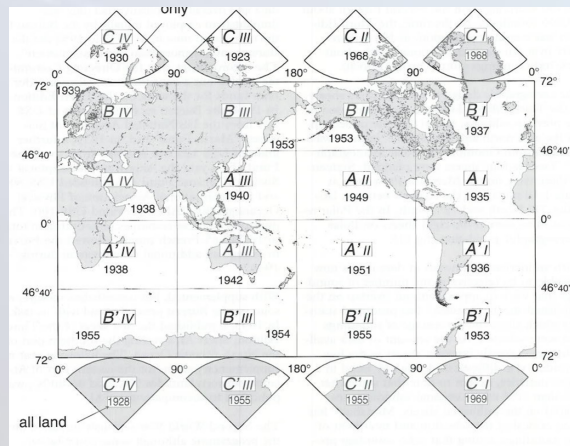 only
C IV C III C II C I
1930 1923 1968 1968
72° 0° 90° 180° 90° 72° 0°
1939
B IV B III B II B I
1937
1953 1953
46°40' 46°40'
A IV A III A II A I
1938 1940 1949 1935
0° 0°
A' IV A' III A' II A' I
1938 1942 1951 1936
46°40' 46°40'
B' IV B' III B' II B' I
1955 1954 1955 1953
72° 0° 90° 180° 90° 0° 72°
C' IV C' III C' II C' I
1928 1955 1955 1969
all land